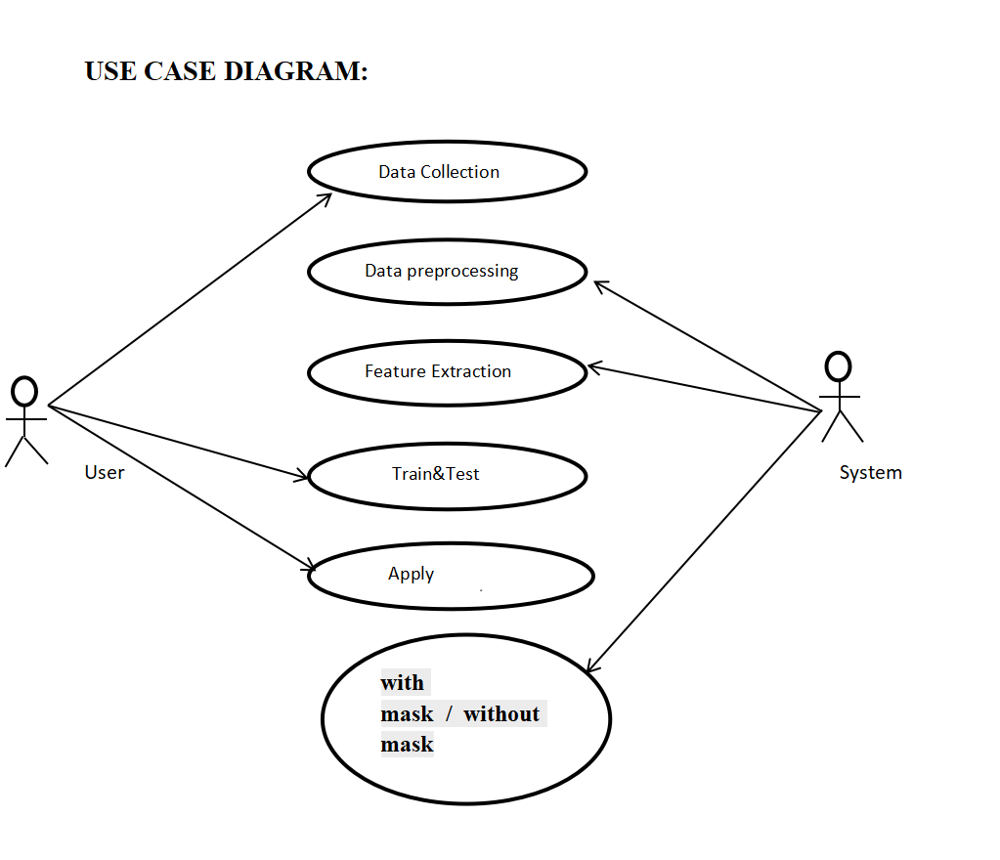 USE CASE DIAGRAM:
Data Collection
Data preprocessing
Feature Extraction
Train&Test
User
System
Apply
with
mask / without
mask